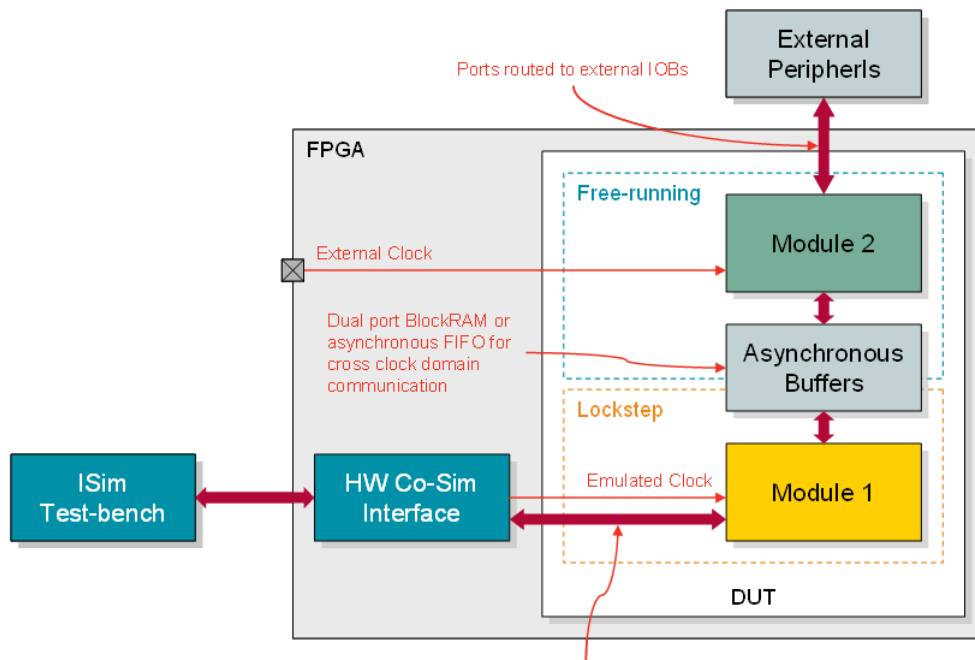 External
Peripherls
Ports routed to external IOBs
FPGA
Free-running
Module 2
External Clock
Dual port BlockRAM or
asynchronous FIFO for
cross clock domain
communication
Asynchronous
Buffers
Lockstep
ISim
Test-bench
HW Co-Sim
Interface
Emulated Clock
Module 1
DUT